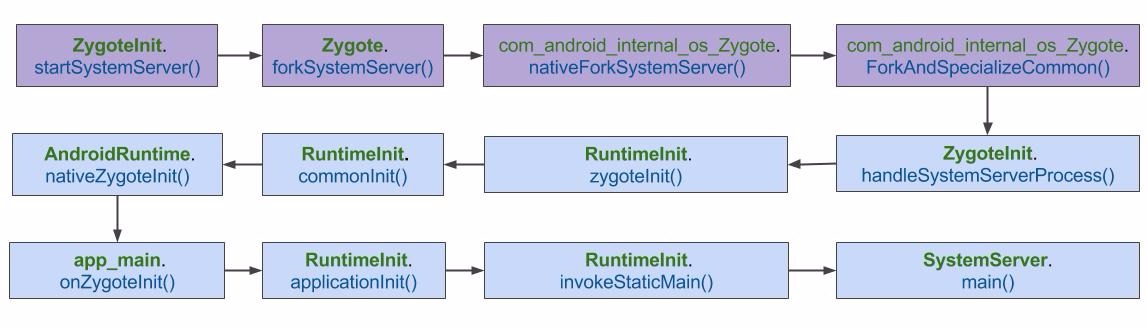 ZygoteInit.
startSystemServer()
Zygote.
forkSystemServer()
com_android_internal_os_Zygote.
nativeForkSystemServer()
com_android_internal_os_Zygote.
ForkAndSpecializeCommon()
AndroidRuntime.
nativeZygoteInit()
RuntimeInit.
commonInit()
RuntimeInit.
zygoteInit()
ZygoteInit.
handleSystemServerProcess()
app_main.
onZygoteInit()
RuntimeInit.
applicationInit()
RuntimeInit.
invokeStaticMain()
SystemServer.
main()